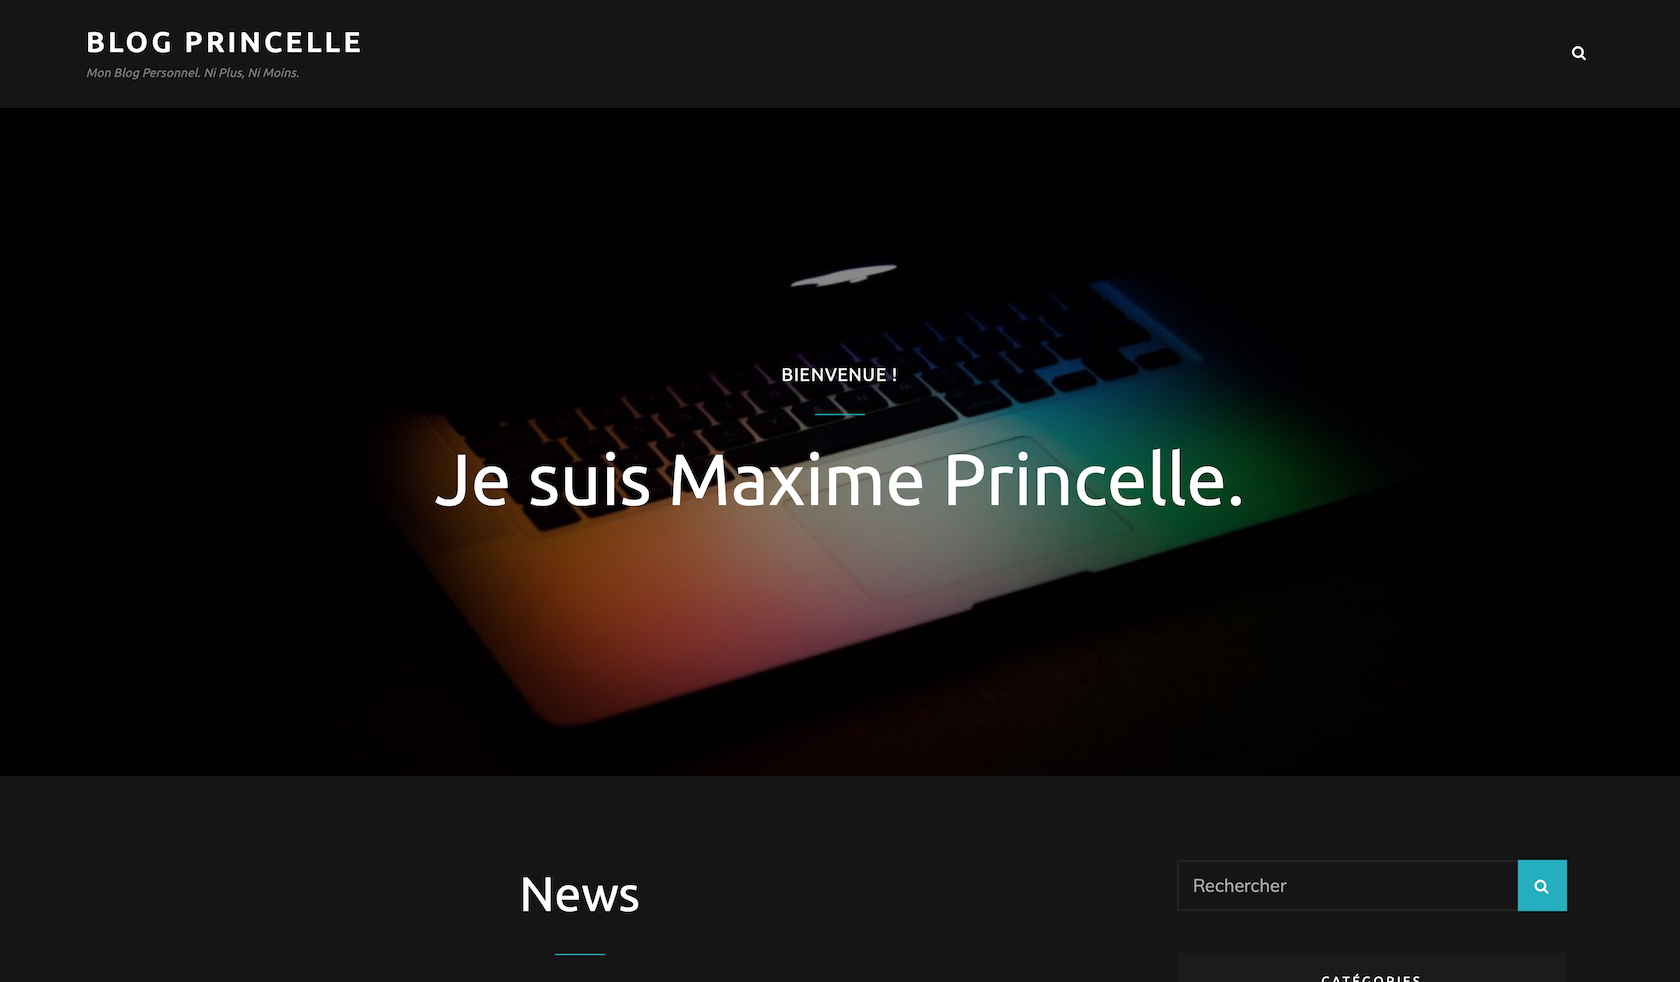 BLOG PRINCELLE
Mon Blog Personnel. Ni Plus, Ni Moins.
BIENVENUE !
Je suis Maxime Princelle.
News
Rechercher
CATÉGORIES